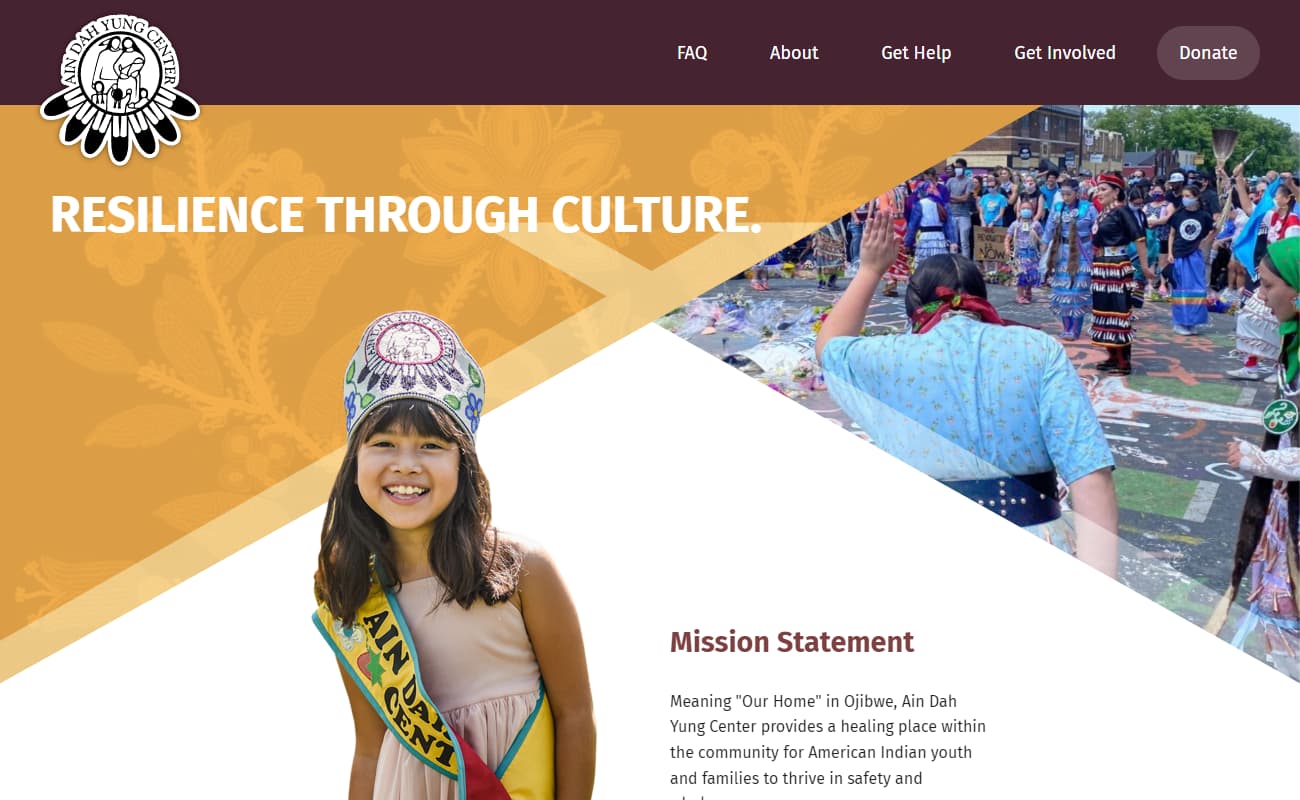 AIN DAH YUNG CENTER
FAQ
About
Get Help
Get Involved
Donate
RESILIENCE THROUGH CULTURE.
AIN DAH YUNG CENTER
NOW
AIN DAH
CENT
Mission Statement
Meaning "Our Home" in Ojibwe, Ain Dah
Yung Center provides a healing place within
the community for American Indian youth
and families to thrive in safety and